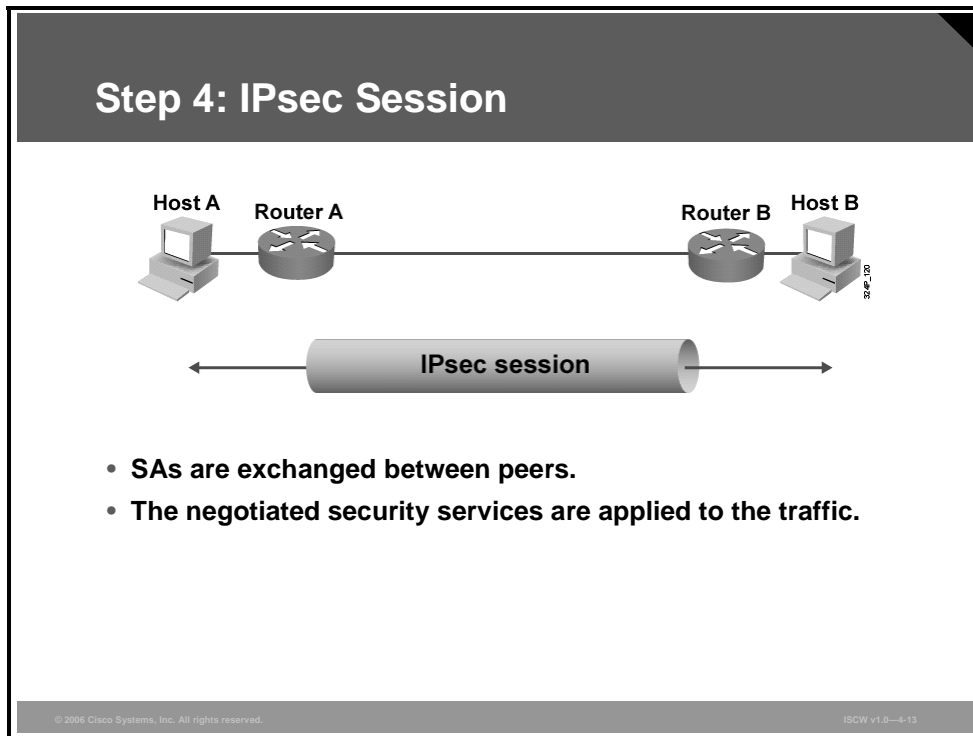 Step 4: IPsec Session
Host A
Router A
Router B
Host B
324P_120
IPsec session
• SAs are exchanged between peers.
• The negotiated security services are applied to the traffic.
© 2006 Cisco Systems, Inc. All rights reserved.
ISCW v1.0—4-13